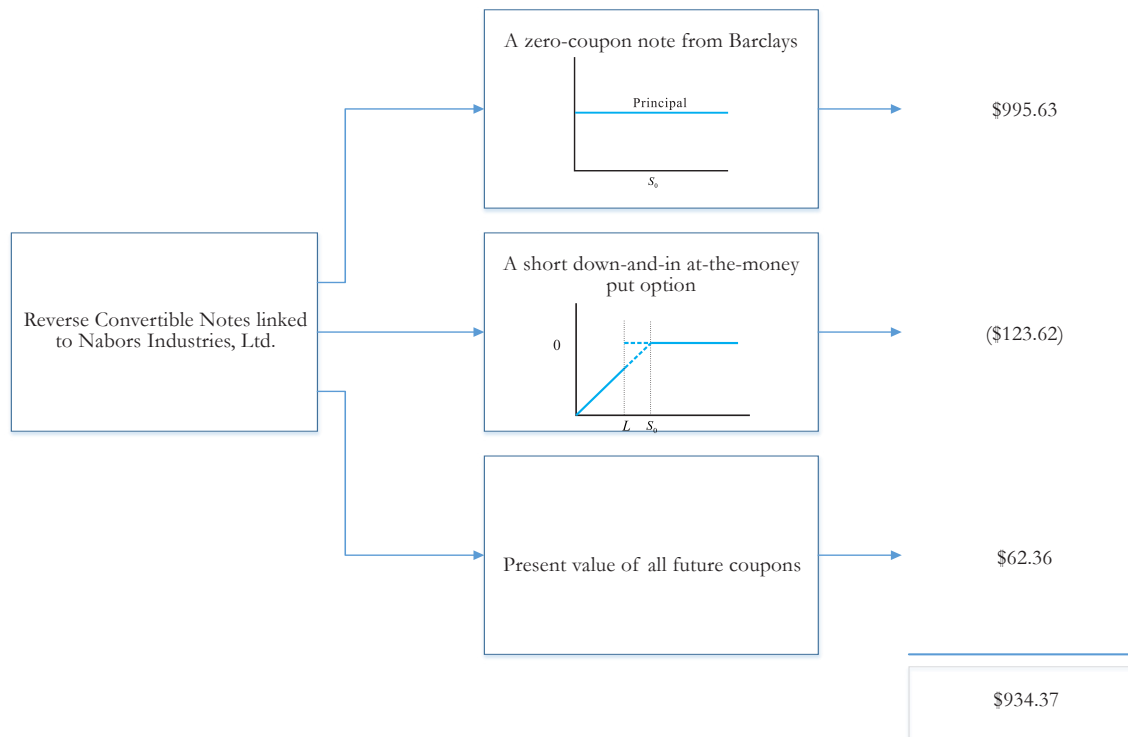 Reverse Convertible Notes linked
to Nabors Industries, Ltd.
A zero-coupon note from Barclays
Principal
S₀
$995.63
A short down-and-in at-the-money
put option
0
L S₀
($123.62)
Present value of all future coupons
$62.36
$934.37